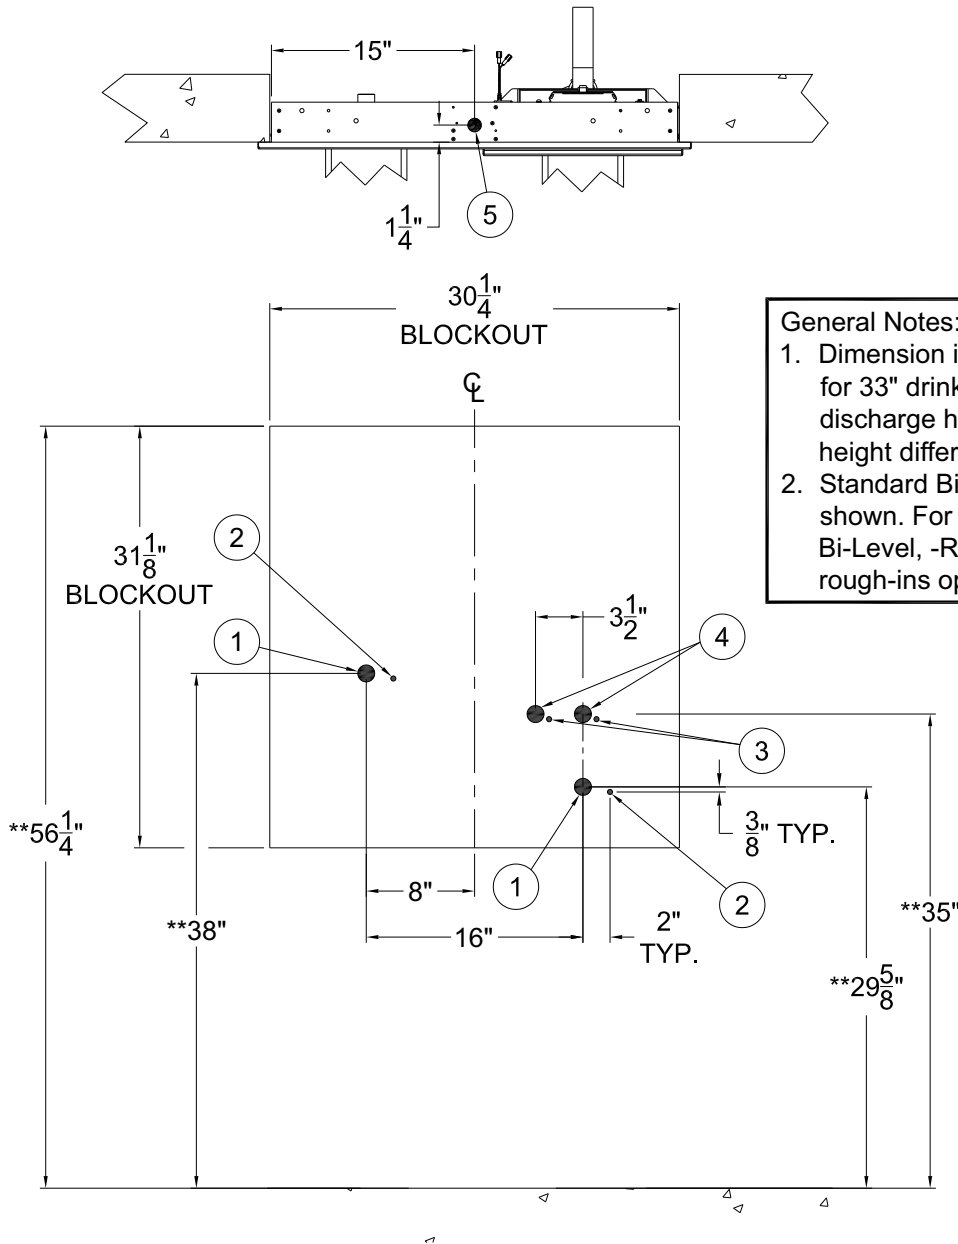 15"
1 1/4"
5
30 1/4"
BLOCKOUT
℄
General Notes:
1. Dimension i
for 33" drink
discharge h
height differ
2. Standard Bi
shown. For
Bi-Level, -R
rough-ins op
31 1/8"
BLOCKOUT
2
1
3 1/2"
4
3
**56 1/4"
3/8" TYP.
1
2
8"
**38"
16"
2"
TYP.
**35"
**29 5/8"